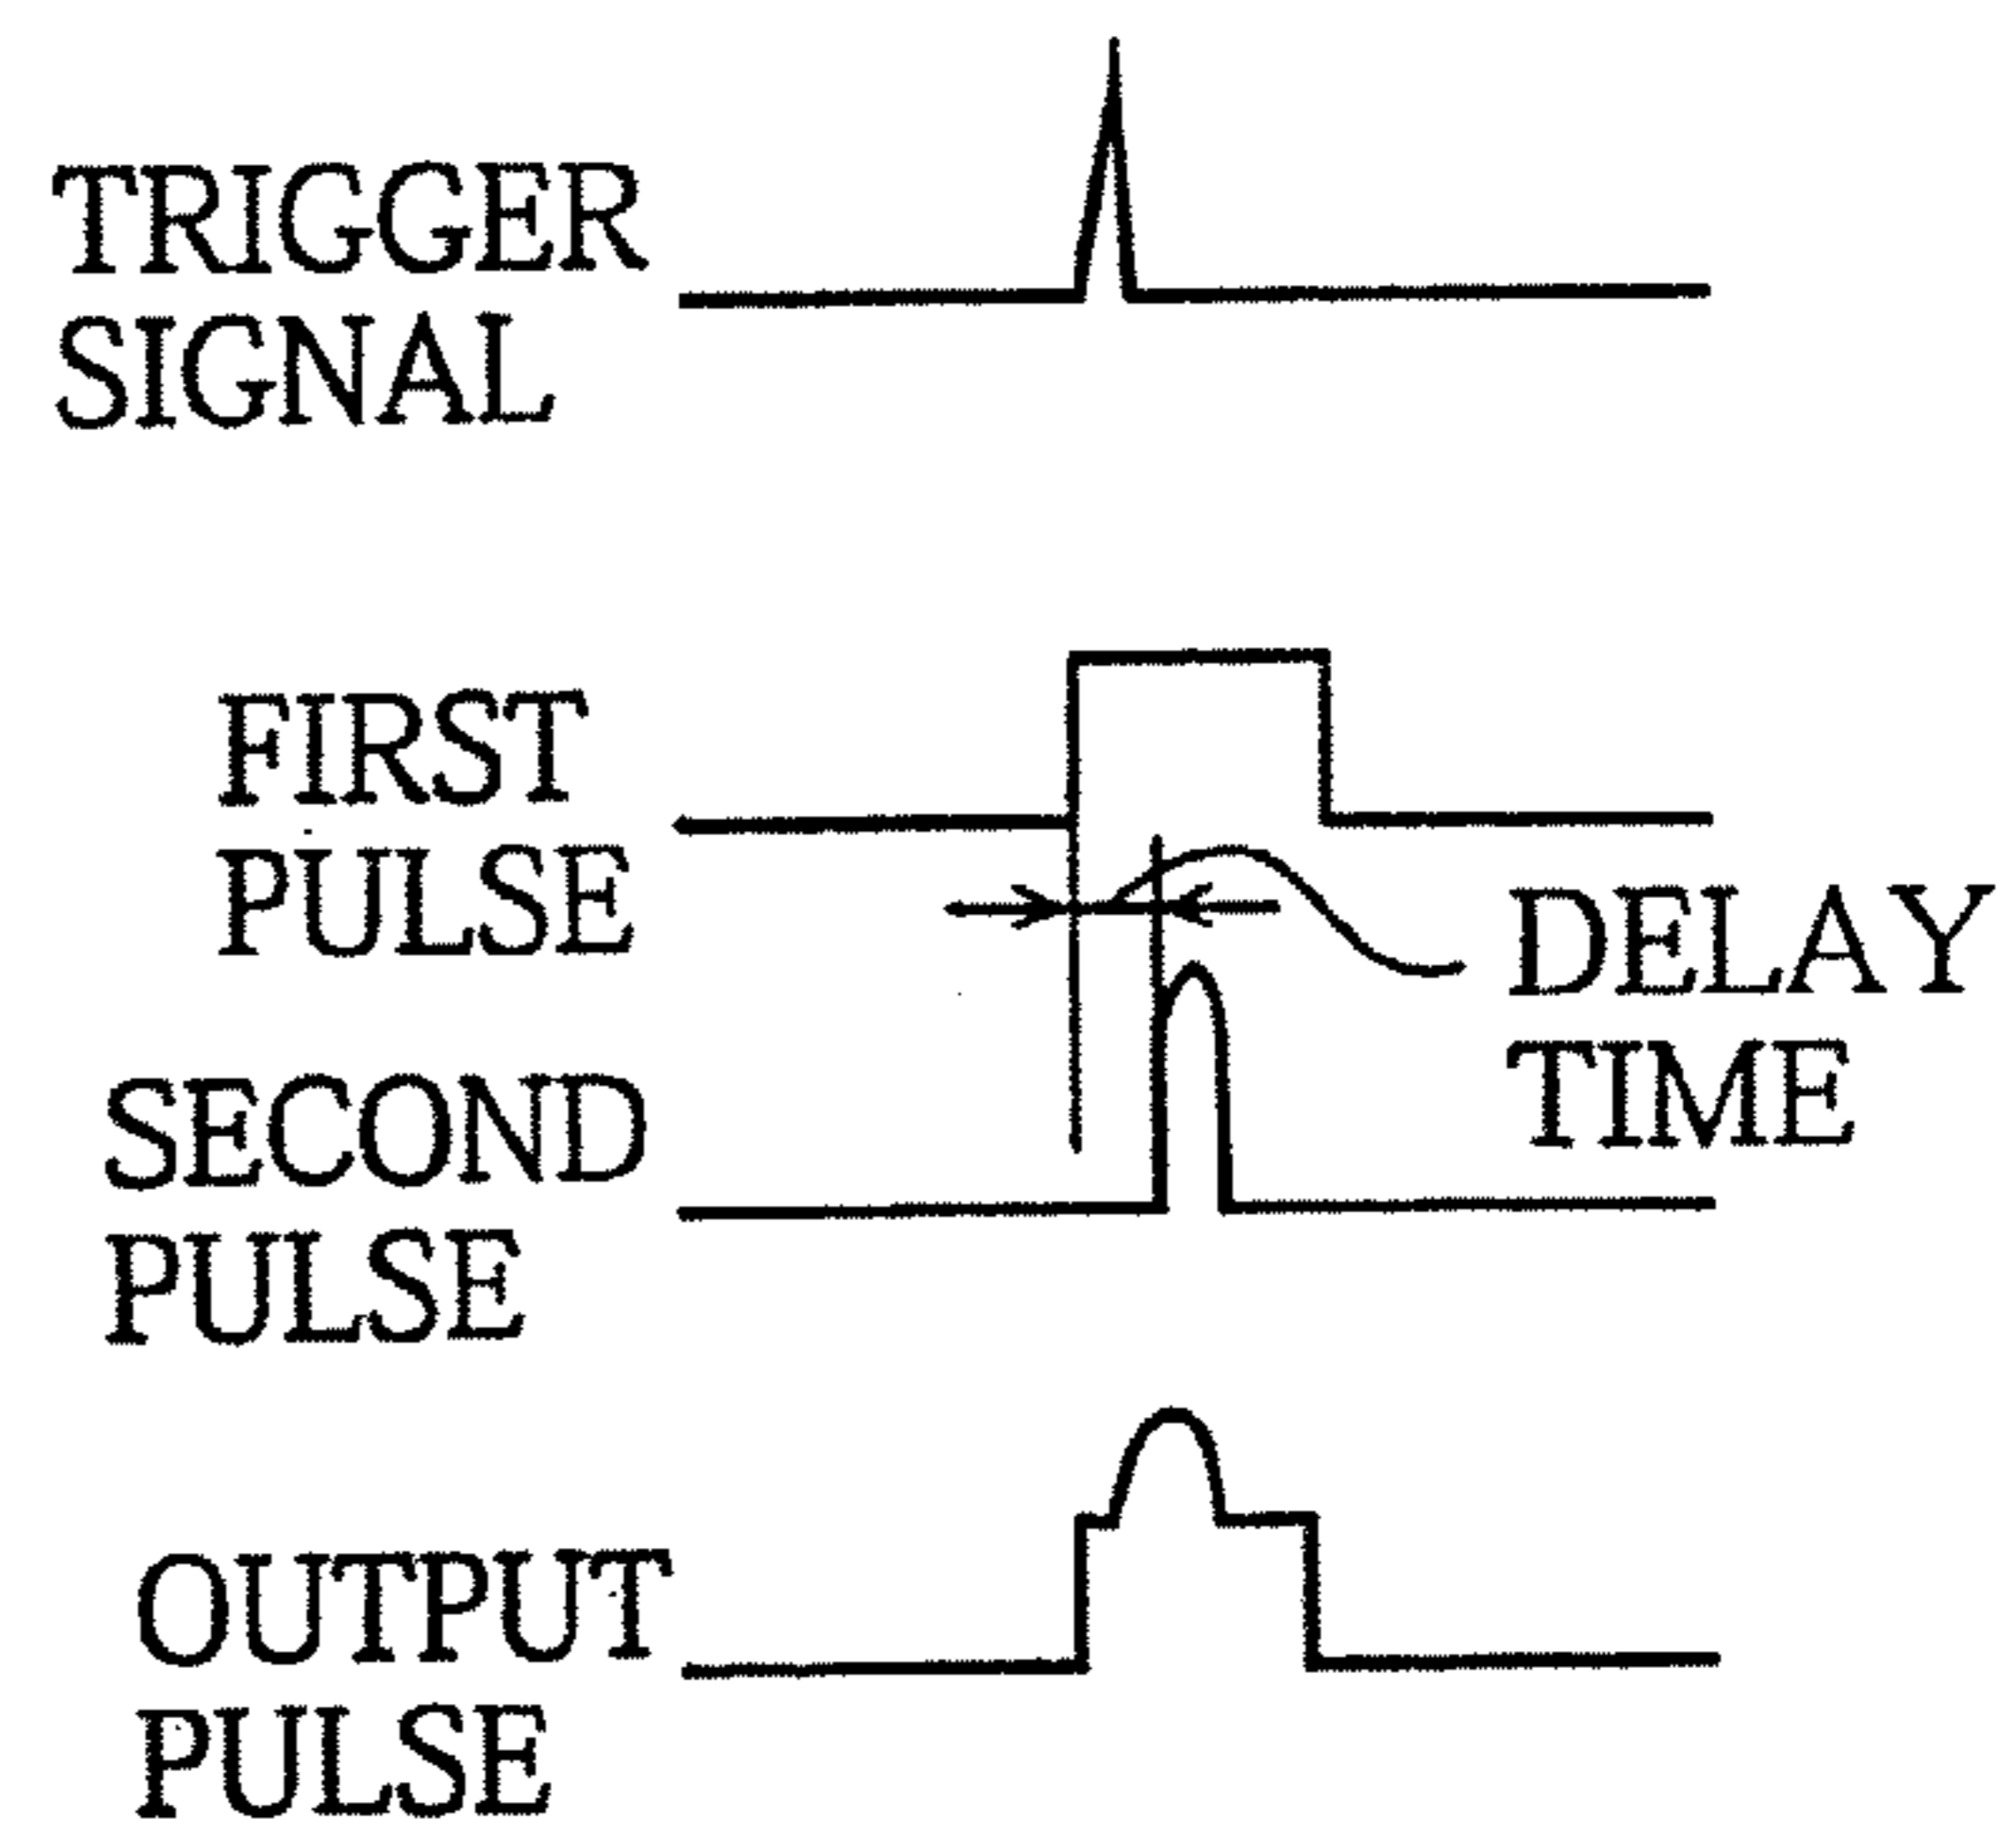 TRIGGER
SIGNAL
FIRST
PULSE
DELAY
TIME
SECOND
PULSE
OUTPUT
PULSE